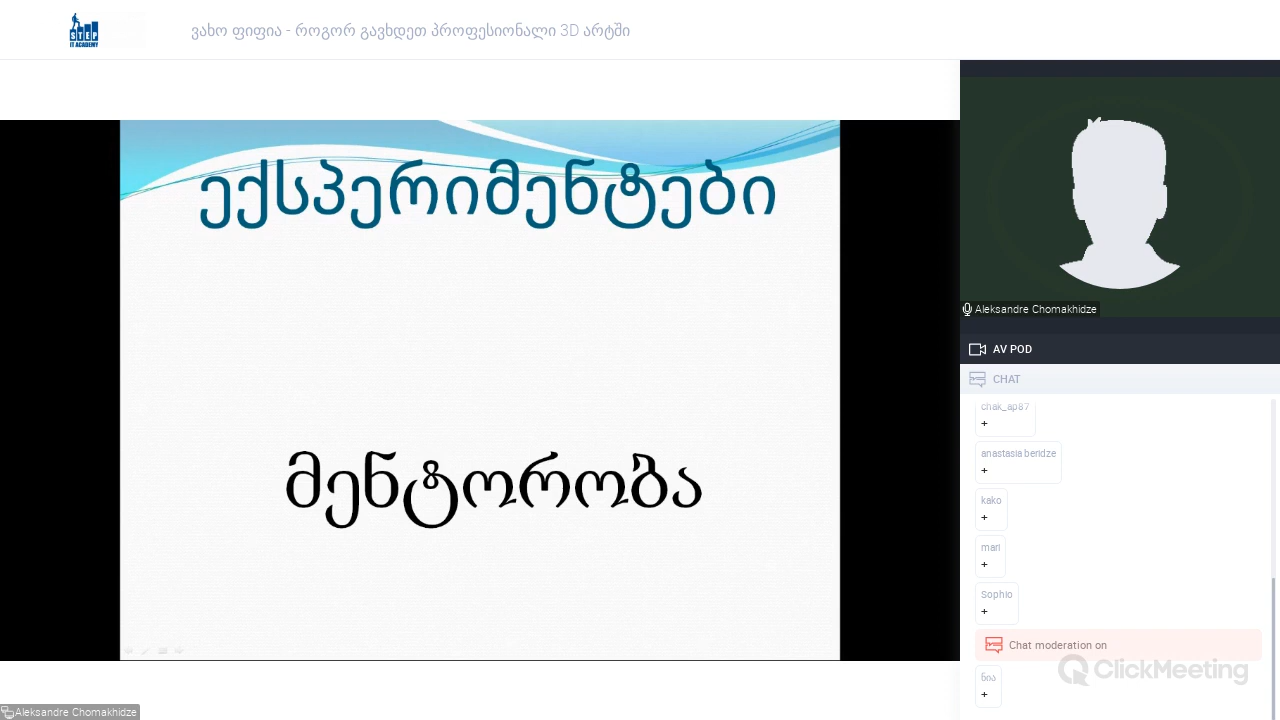 STEP
IT ACADEMY
ვახო ფიფია - როგორ გავხდეთ პროფესიონალი 3D არტში
ექსპერიმენტები
მენტორობა
Aleksandre Chomakhidze
Aleksandre Chomakhidze
AV POD
CHAT
chak_ap87
+
anastasia beridze
+
kako
+
mari
+
Sophio
+
Chat moderation on
ClickMeeting
ნია
+